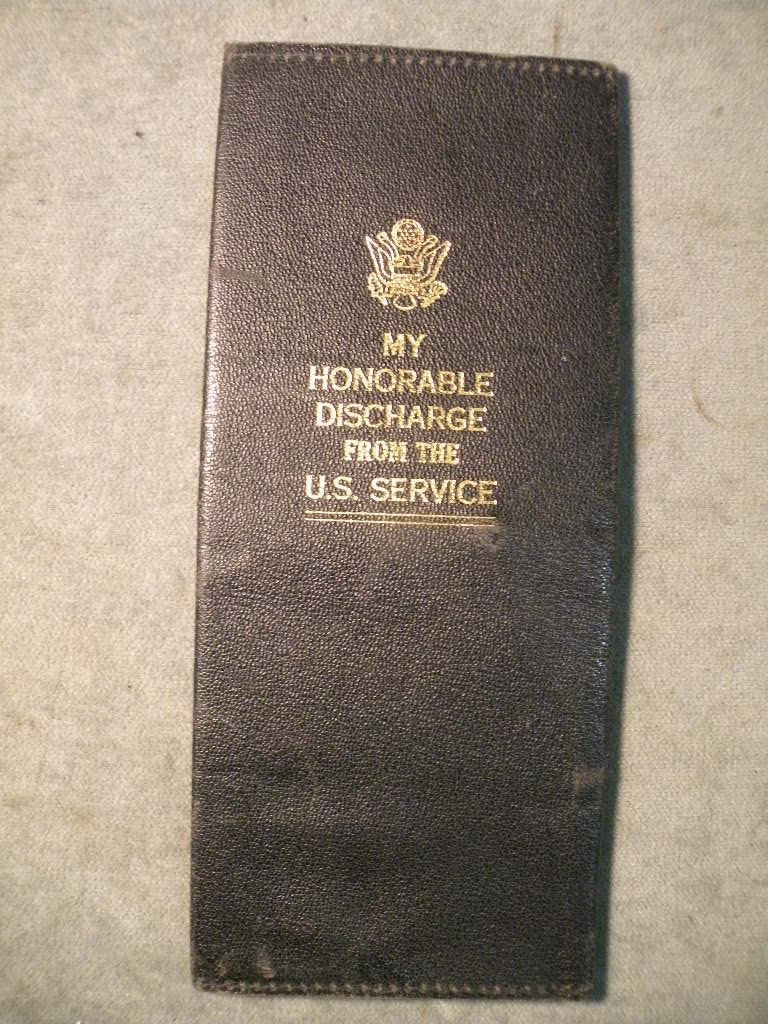 MY
HONORABLE
DISCHARGE
FROM THE
U.S. SERVICE